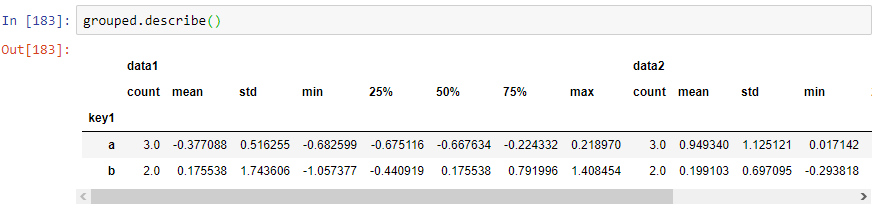 In [183]: grouped.describe()
Out[183]:
data1 data2
count mean std min 25% 50% 75% max count mean std min
key1
a 3.0 -0.377088 0.516255 -0.682599 -0.675116 -0.667634 -0.224332 0.218970 3.0 0.949340 1.125121 0.017142
b 2.0 0.175538 1.743606 -1.057377 -0.440919 0.175538 0.791996 1.408454 2.0 0.199103 0.697095 -0.293818